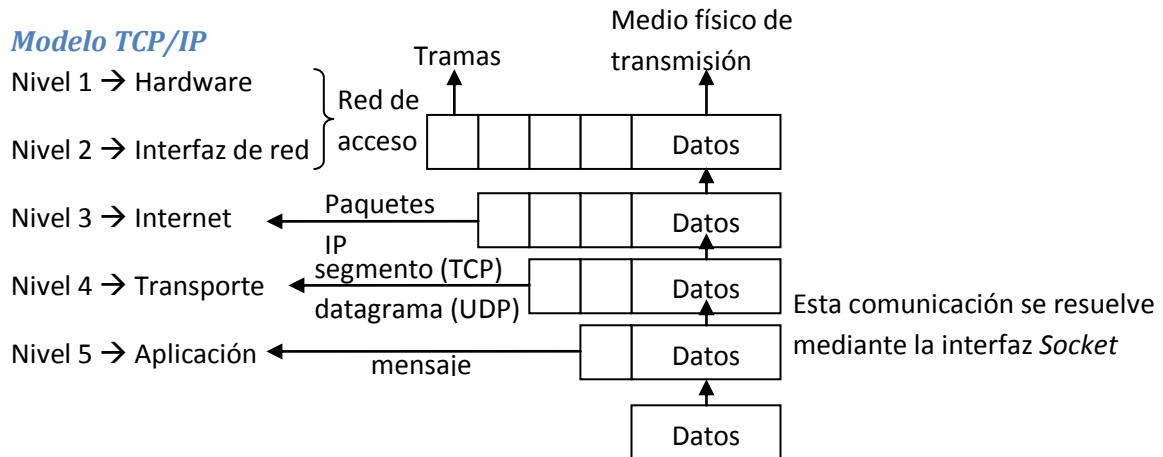 Modelo TCP/IP
Nivel 1 → Hardware
Nivel 2 → Interfaz de red
Red de
acceso
Tramas
Medio físico de
transmisión
Datos
Nivel 3 → Internet
Paquetes
IP
Datos
Nivel 4 → Transporte
segmento (TCP)
datagrama (UDP)
Datos
Esta comunicación se resuelve
mediante la interfaz Socket
Nivel 5 → Aplicación
mensaje
Datos
Datos